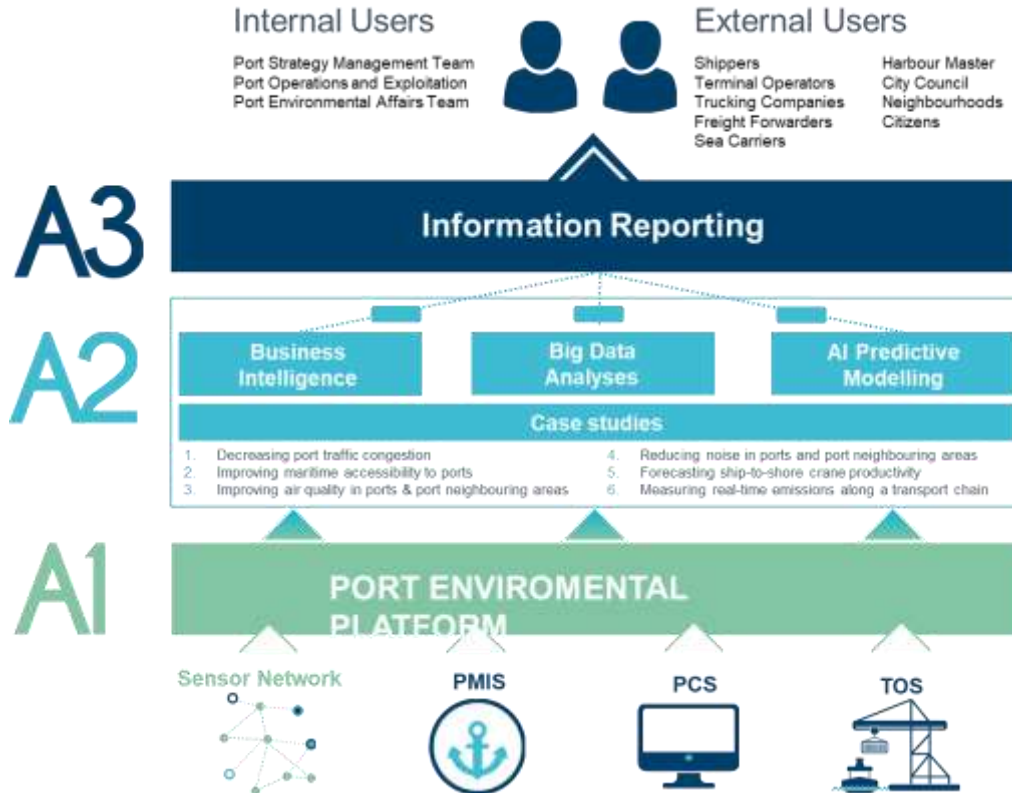 Internal Users
Port Strategy Management Team
Port Operations and Exploitation
Port Environmental Affairs Team
External Users
Shippers
Terminal Operators
Trucking Companies
Freight Forwarders
Sea Carriers
Harbour Master
City Council
Neighbourhoods
Citizens
A3
Information Reporting
A2
Business
Intelligence
Big Data
Analyses
AI Predictive
Modelling
Case studies
1. Decreasing port traffic congestion
2. Improving maritime accessibility to ports
3. Improving air quality in ports & port neighbouring areas
4. Reducing noise in ports and port neighbouring areas
5. Forecasting ship-to-shore crane productivity
6. Measuring real-time emissions along a transport chain
A1
PORT ENVIROMENTAL
PLATFORM
Sensor Network
PMIS
PCS
TOS